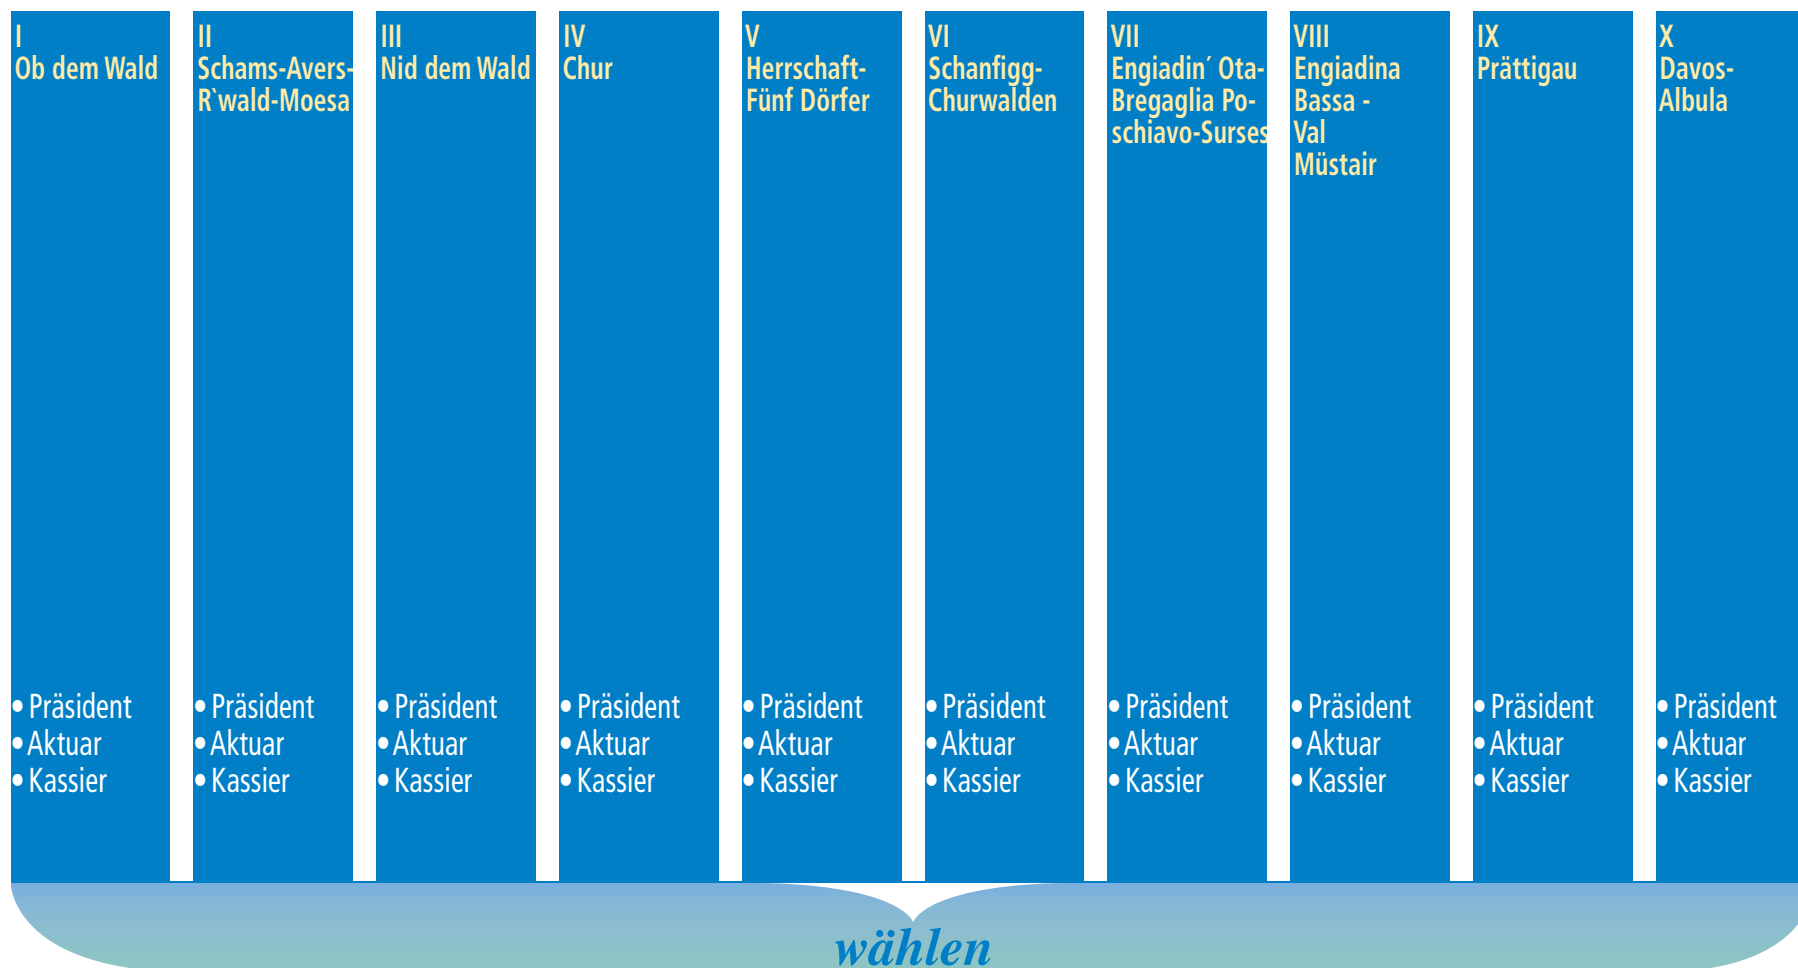 I
Ob dem Wald
• Präsident
• Aktuar
• Kassier
II
Schams-Avers-
R`wald-Moesa
• Präsident
• Aktuar
• Kassier
III
Nid dem Wald
• Präsident
• Aktuar
• Kassier
IV
Chur
• Präsident
• Aktuar
• Kassier
V
Herrschaft-
Fünf Dörfer
• Präsident
• Aktuar
• Kassier
VI
Schanfigg-
Churwalden
• Präsident
• Aktuar
• Kassier
VII
Engiadin´ Ota-
Bregaglia Po-
schiavo-Surses
• Präsident
• Aktuar
• Kassier
VIII
Engiadina
Bassa -
Val
Müstair
• Präsident
• Aktuar
• Kassier
IX
Prättigau
• Präsident
• Aktuar
• Kassier
X
Davos-
Albula
• Präsident
• Aktuar
• Kassier
wählen